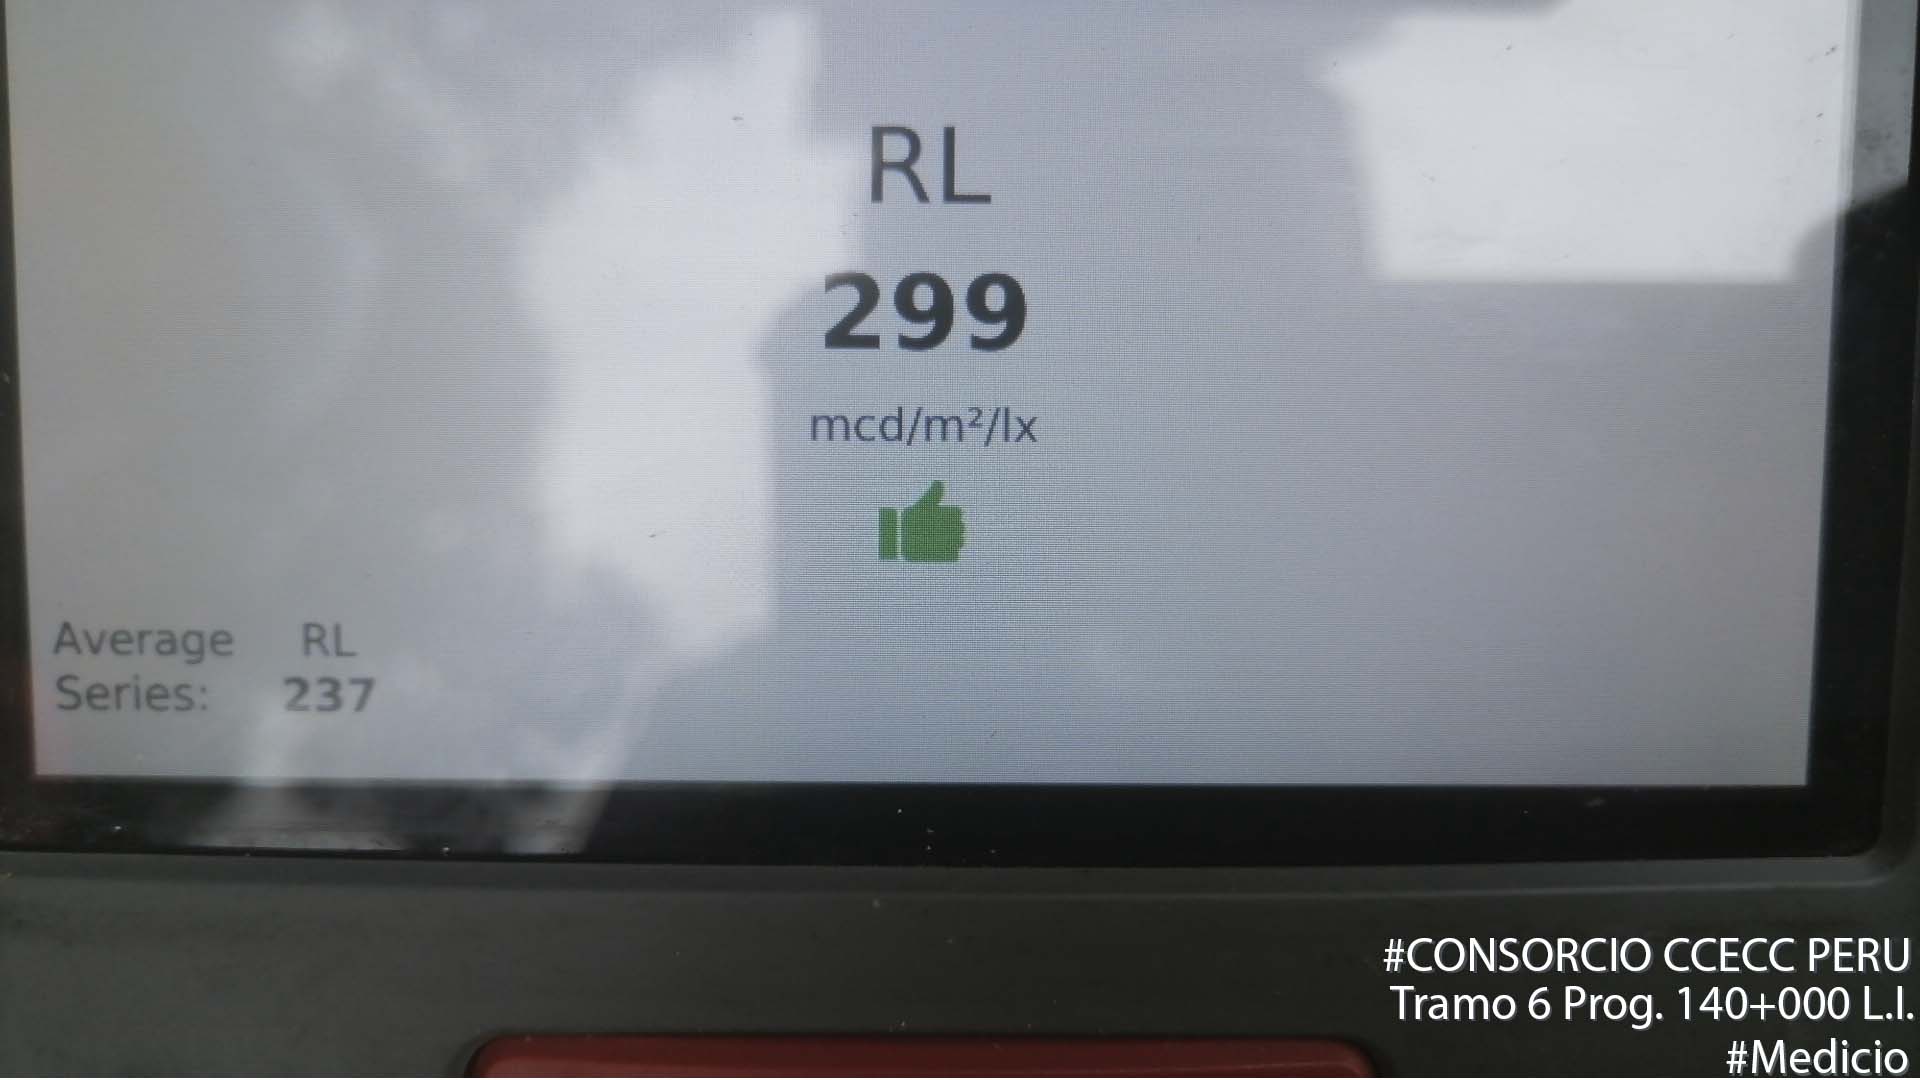 RL
299
mcd/m²/lx
Average RL
Series: 237
#CONSORCIO CCECC PERU
Tramo 6 Prog. 140+000 L.I.
#Medicio